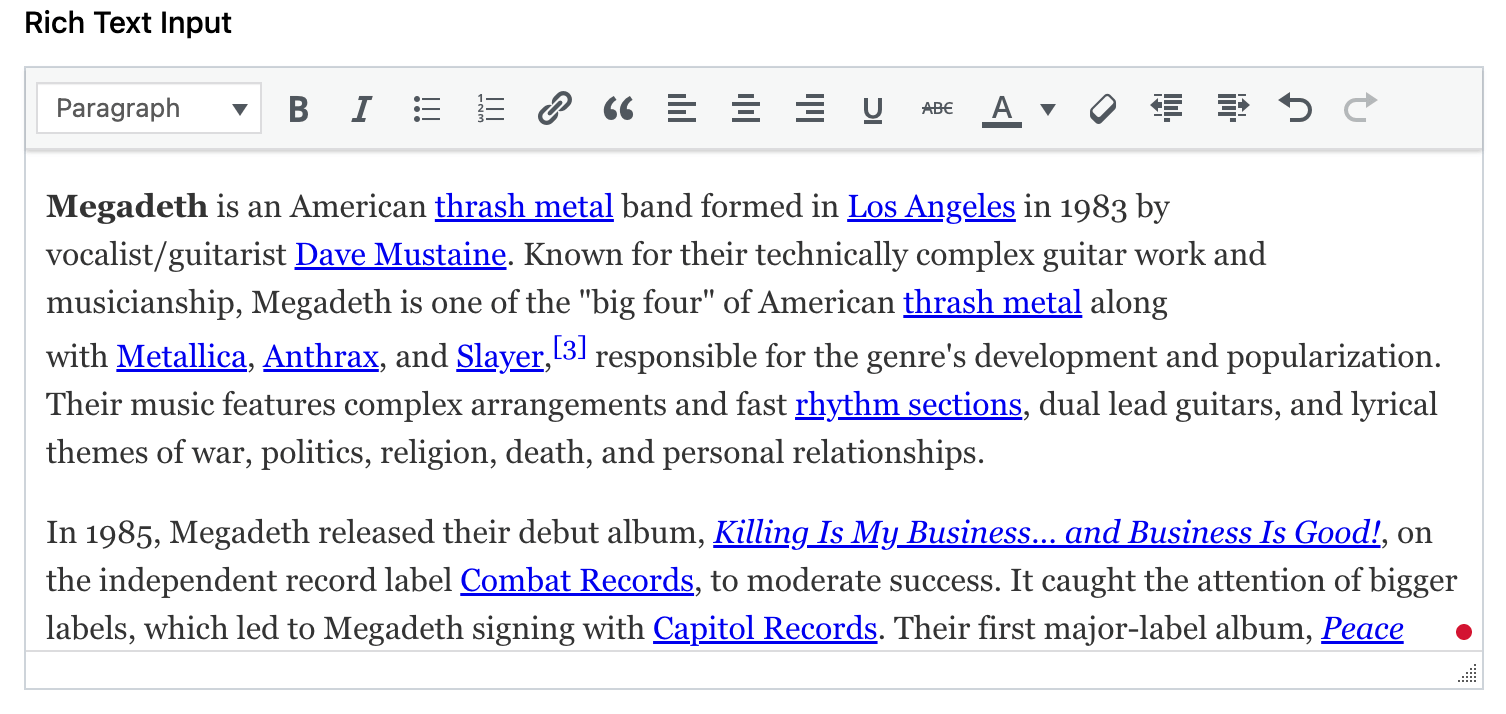 Rich Text Input
Paragraph
B I 1 2 3 U ABC A
Megadeth is an American thrash metal band formed in Los Angeles in 1983 by
vocalist/guitarist Dave Mustaine. Known for their technically complex guitar work and
musicianship, Megadeth is one of the "big four" of American thrash metal along
with Metallica, Anthrax, and Slayer,[3] responsible for the genre's development and popularization.
Their music features complex arrangements and fast rhythm sections, dual lead guitars, and lyrical
themes of war, politics, religion, death, and personal relationships.
In 1985, Megadeth released their debut album, Killing Is My Business... and Business Is Good!, on
the independent record label Combat Records, to moderate success. It caught the attention of bigger
labels, which led to Megadeth signing with Capitol Records. Their first major-label album, Peace